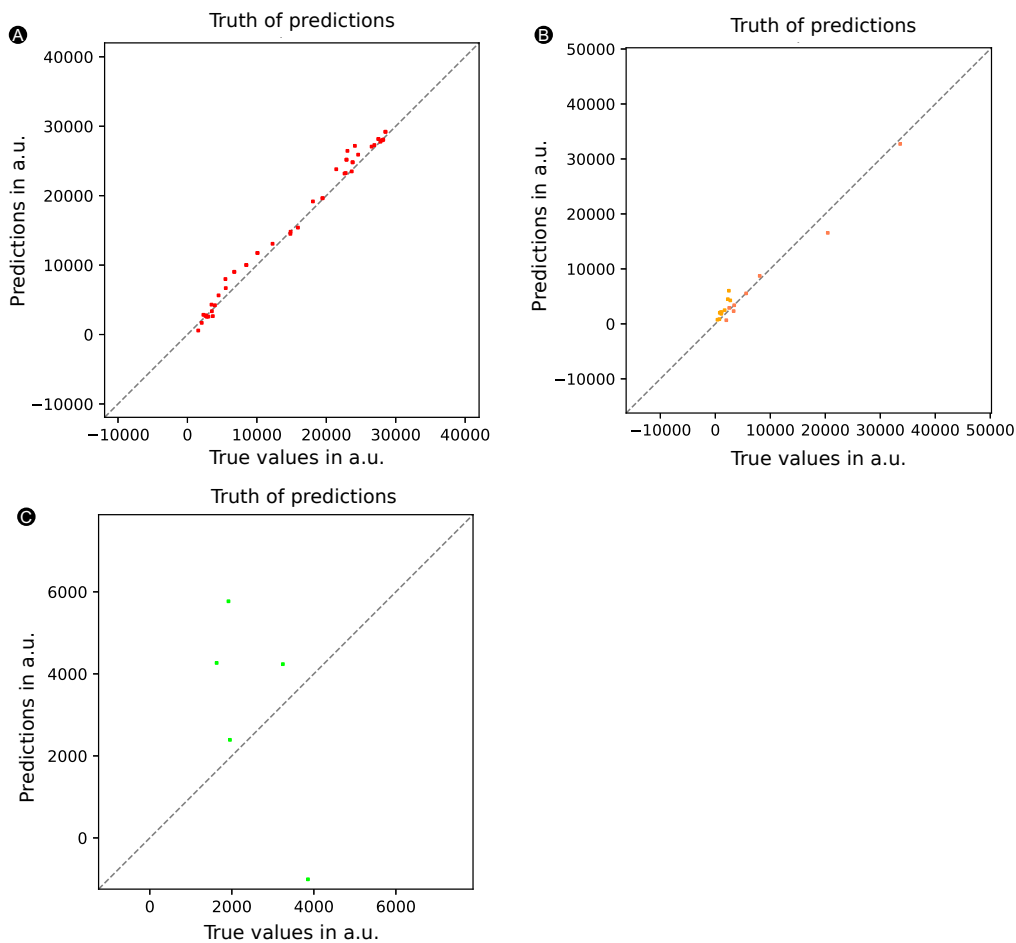 A
Truth of predictions
40000
30000
20000
10000
0
−10000
Predictions in a.u.
−10000 0 10000 20000 30000 40000
True values in a.u.
B
Truth of predictions
50000
40000
30000
20000
10000
0
−10000
Predictions in a.u.
−10000 0 10000 20000 30000 40000 50000
True values in a.u.
C
Truth of predictions
6000
4000
2000
0
Predictions in a.u.
0 2000 4000 6000
True values in a.u.